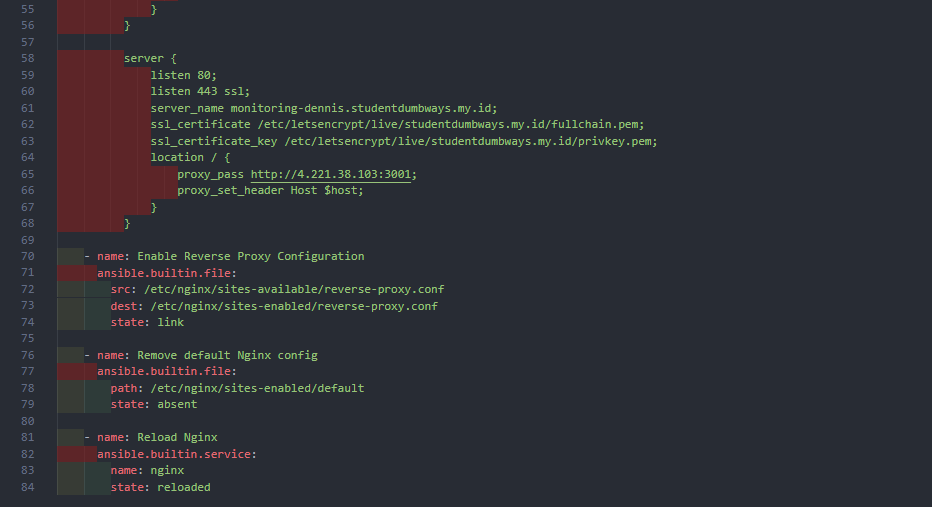 55 }
56 }
57
58 server {
59 listen 80;
60 listen 443 ssl;
61 server_name monitoring-dennis.studentdumbways.my.id;
62 ssl_certificate /etc/letsencrypt/live/studentdumbways.my.id/fullchain.pem;
63 ssl_certificate_key /etc/letsencrypt/live/studentdumbways.my.id/privkey.pem;
64 location / {
65 proxy_pass http://4.221.38.103:3001;
66 proxy_set_header Host $host;
67 }
68 }
69
70 - name: Enable Reverse Proxy Configuration
71 ansible.builtin.file:
72 src: /etc/nginx/sites-available/reverse-proxy.conf
73 dest: /etc/nginx/sites-enabled/reverse-proxy.conf
74 state: link
75
76 - name: Remove default Nginx config
77 ansible.builtin.file:
78 path: /etc/nginx/sites-enabled/default
79 state: absent
80
81 - name: Reload Nginx
82 ansible.builtin.service:
83 name: nginx
84 state: reloaded